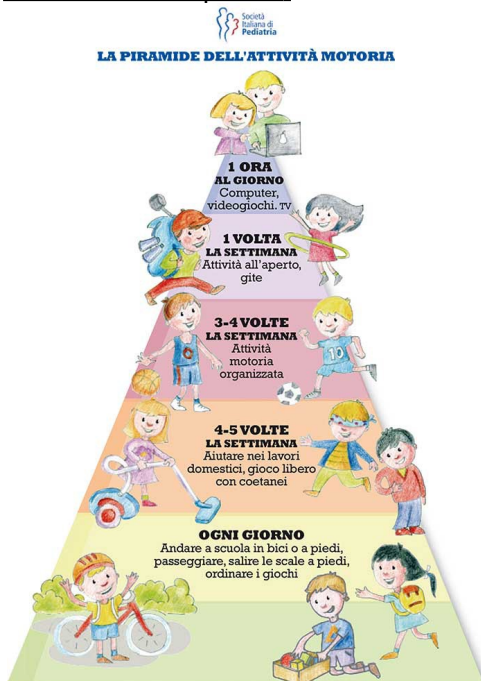 Società
Italiana di
Pediatria
LA PIRAMIDE DELL'ATTIVITÀ MOTORIA
1 ORA
AL GIORNO
Computer,
videogiochi. TV
1 VOLTA
LA SETTIMANA
Attività all'aperto,
gite
3-4 VOLTE
LA SETTIMANA
Attività
motoria
organizzata
10
4-5 VOLTE
LA SETTIMANA
Aiutare nei lavori
domestici, gioco libero
con coetanei
OGNI GIORNO
Andare a scuola in bici o a piedi,
passeggiare, salire le scale a piedi,
ordinare i giochi